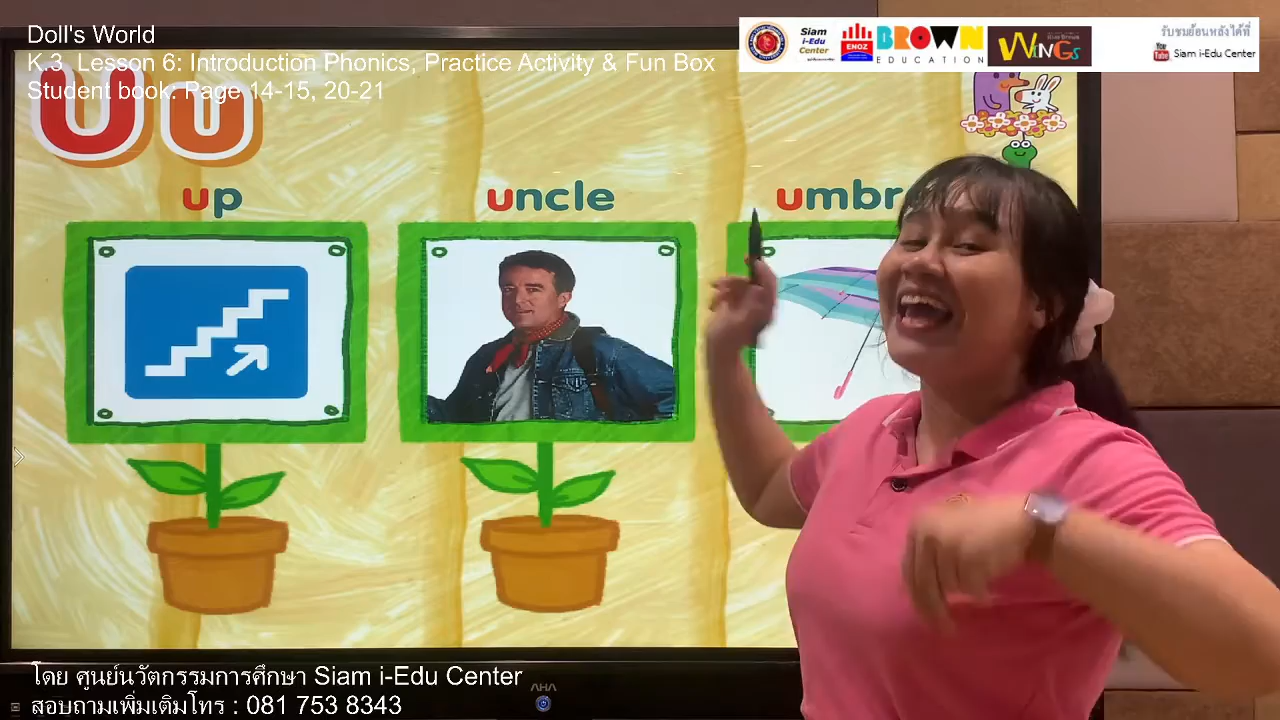 Doll's World
K.3 Lesson 6: Introduction Phonics, Practice Activity & Fun Box
Student book: Page 14-15, 20-21
Siam
i-Edu
Center
ENOZ
BROWN
EDUCATION
WiNGS
รับชมย้อนหลังได้ที่
You
Tube
Siam i-Edu Center
U u
up
uncle
umbr
โดย ศูนย์นวัตกรรมการศึกษา Siam i-Edu Center
สอบถามเพิ่มเติมโทร : 081 753 8343
AHA